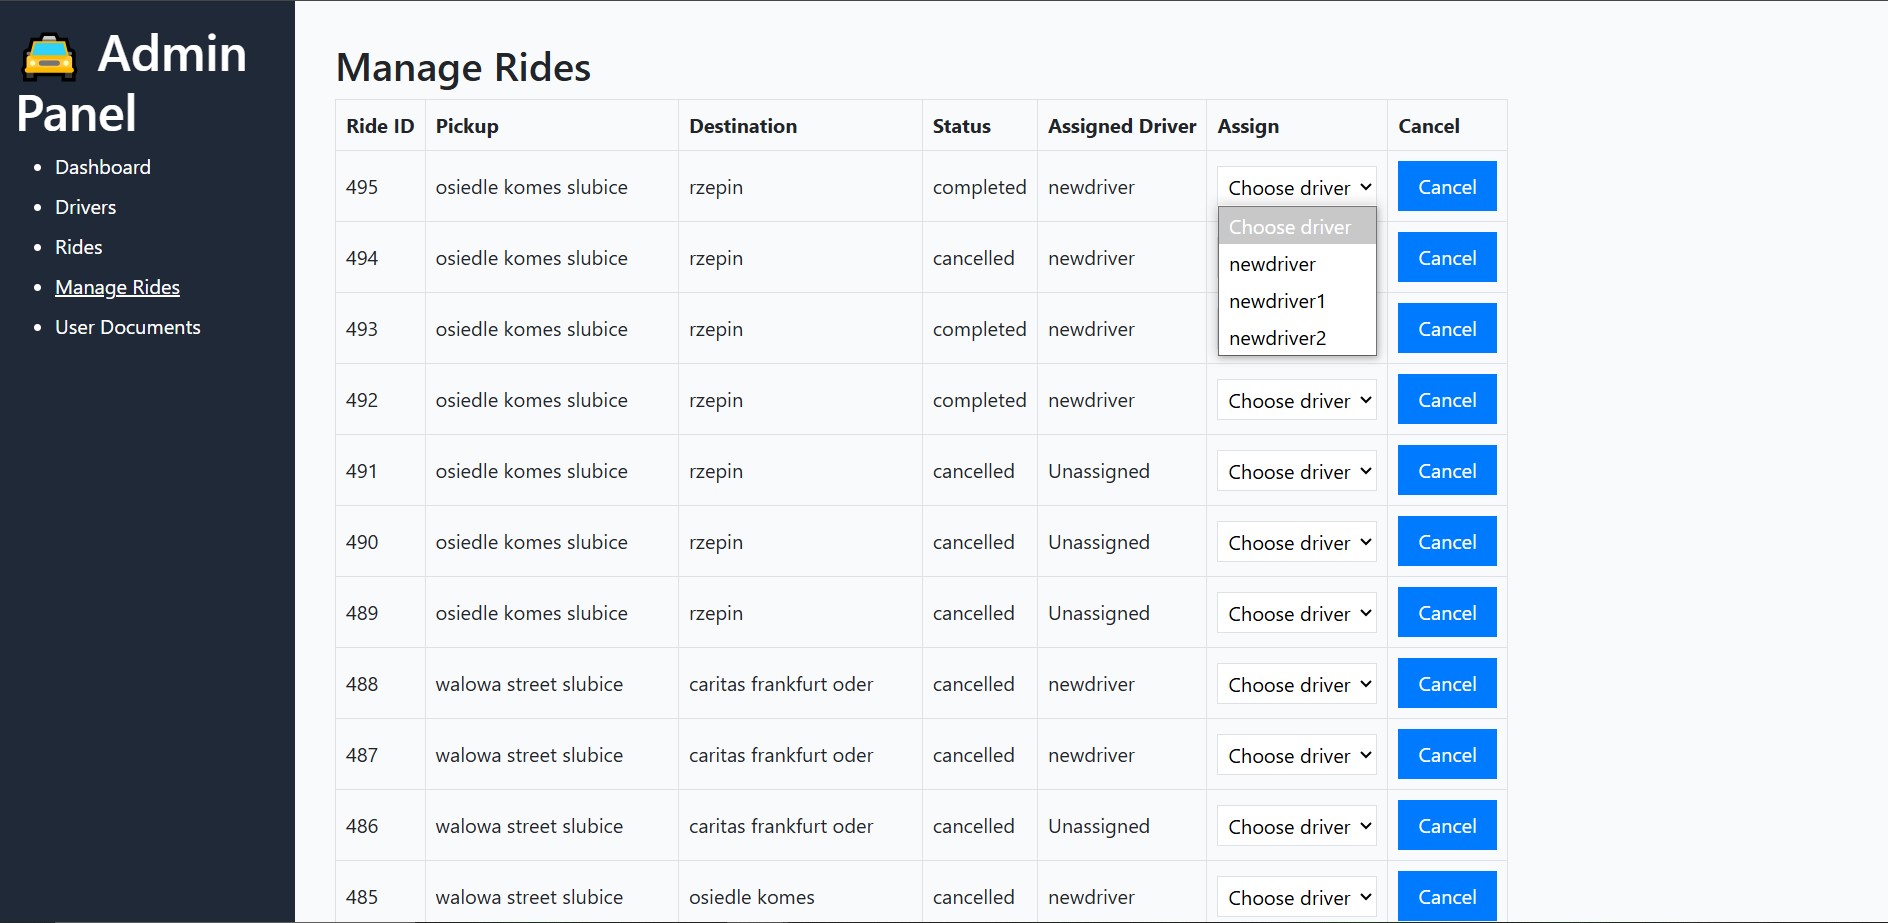 Admin
Panel
Dashboard
Drivers
Rides
Manage Rides
User Documents
Manage Rides
Ride ID Pickup Destination Status Assigned Driver Assign Cancel
495 osiedle komes slubice rzepin completed newdriver Choose driver Cancel
Choose driver
494 osiedle komes slubice rzepin cancelled newdriver Cancel
newdriver
newdriver1
493 osiedle komes slubice rzepin completed newdriver Cancel
newdriver2
492 osiedle komes slubice rzepin completed newdriver Choose driver Cancel
491 osiedle komes slubice rzepin cancelled Unassigned Choose driver Cancel
490 osiedle komes slubice rzepin cancelled Unassigned Choose driver Cancel
489 osiedle komes slubice rzepin cancelled Unassigned Choose driver Cancel
488 walowa street slubice caritas frankfurt oder cancelled newdriver Choose driver Cancel
487 walowa street slubice caritas frankfurt oder cancelled newdriver Choose driver Cancel
486 walowa street slubice caritas frankfurt oder cancelled Unassigned Choose driver Cancel
485 walowa street slubice osiedle komes cancelled newdriver Choose driver Cancel